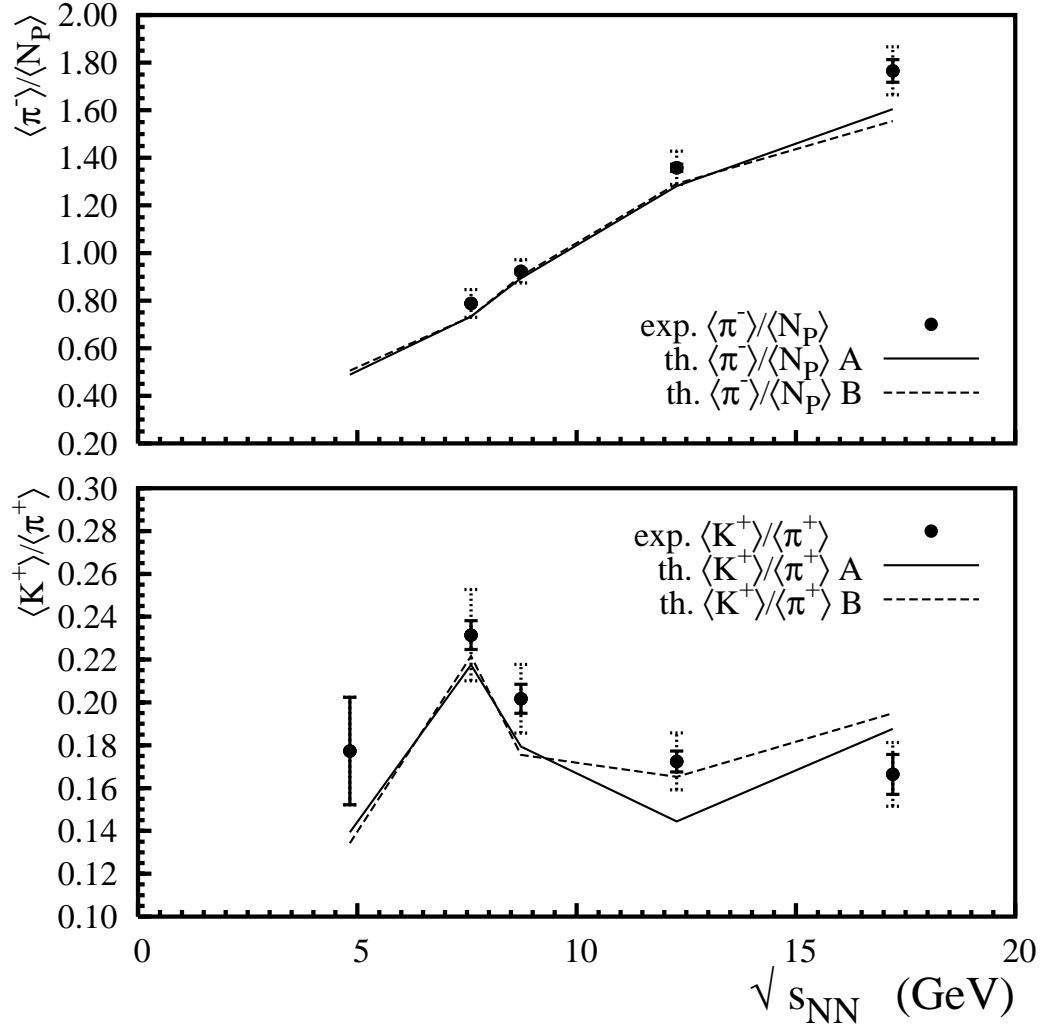 2.00
1.80
1.60
1.40
1.20
1.00
0.80
0.60
0.40
0.20
⟨π⁻⟩/⟨N_P⟩
exp. ⟨π⁻⟩/⟨N_P⟩
th. ⟨π⁻⟩/⟨N_P⟩ A
th. ⟨π⁻⟩/⟨N_P⟩ B
0.30
0.28
0.26
0.24
0.22
0.20
0.18
0.16
0.14
0.12
0.10
⟨K⁺⟩/⟨π⁺⟩
exp. ⟨K⁺⟩/⟨π⁺⟩
th. ⟨K⁺⟩/⟨π⁺⟩ A
th. ⟨K⁺⟩/⟨π⁺⟩ B
0 5 10 15 20
√ s_NN (GeV)